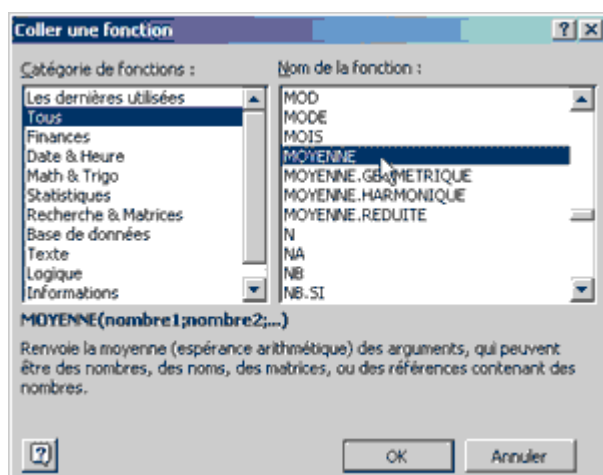 Coller une fonction
Catégorie de fonctions :
Les dernières utilisées
Tous
Finances
Date & Heure
Math & Trigo
Statistiques
Recherche & Matrices
Base de données
Texte
Logique
Informations
Nom de la fonction :
MOD
MODE
MOIS
MOYENNE
MOYENNE.GEOMETRIQUE
MOYENNE.HARMONIQUE
MOYENNE.REDUITE
N
NA
NB
NB.SI
MOYENNE(nombre1;nombre2;...)
Renvoie la moyenne (espérance arithmétique) des arguments, qui peuvent
être des nombres, des noms, des matrices, ou des références contenant des
nombres.
OK
Annuler